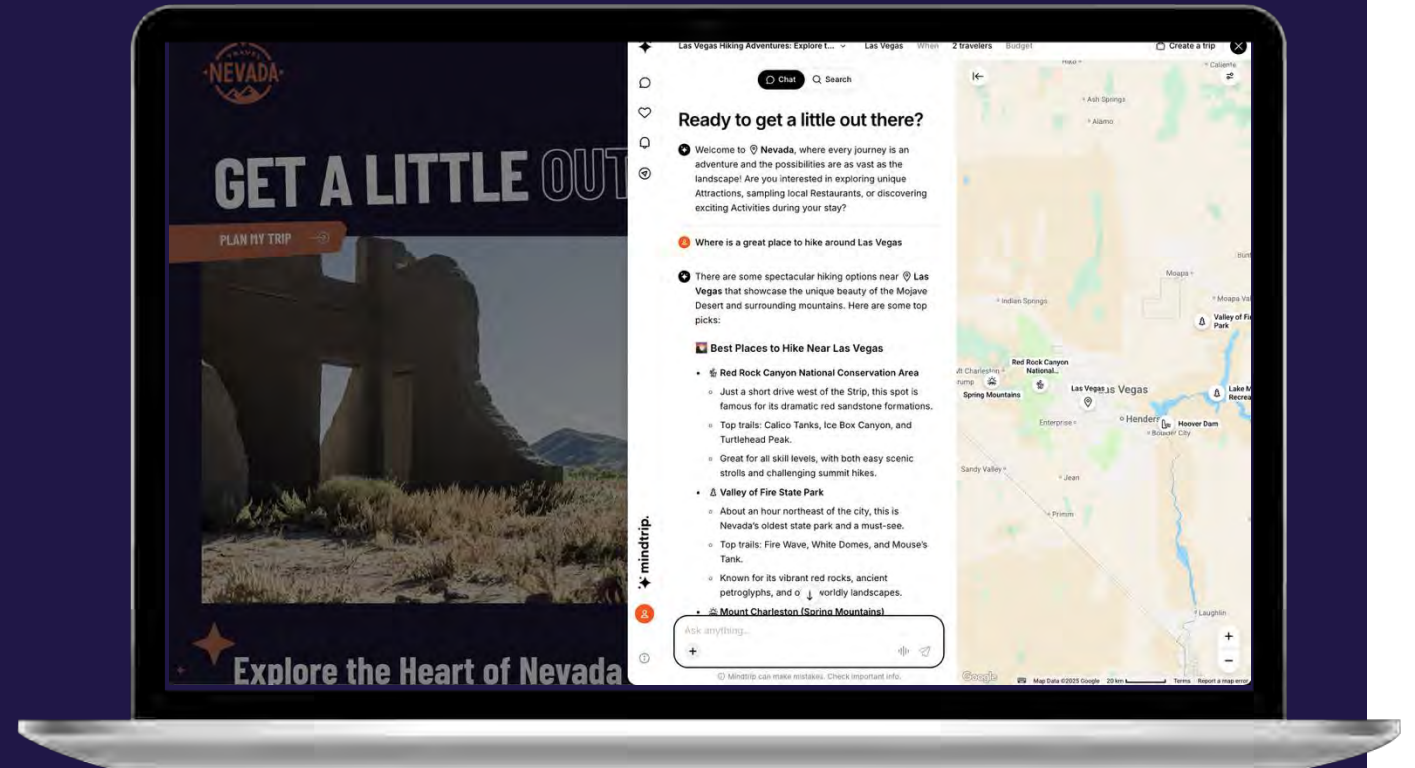 TRAVEL
NEVADA
GET A LITTLE OUT
PLAN MY TRIP
Explore the Heart of Nevada
Las Vegas Hiking Adventures: Explore t...
Las Vegas
When
2 travelers
Budget
Create a trip
Chat
Search
Ready to get a little out there?
Welcome to Nevada, where every journey is an
adventure and the possibilities are as vast as the
landscape! Are you interested in exploring unique
Attractions, sampling local Restaurants, or discovering
exciting Activities during your stay?
Where is a great place to hike around Las Vegas
There are some spectacular hiking options near Las
Vegas that showcase the unique beauty of the Mojave
Desert and surrounding mountains. Here are some top
picks:
Best Places to Hike Near Las Vegas
• Red Rock Canyon National Conservation Area
Just a short drive west of the Strip, this spot is
famous for its dramatic red sandstone formations.
Top trails: Calico Tanks, Ice Box Canyon, and
Turtlehead Peak.
Great for all skill levels, with both easy scenic
strolls and challenging summit hikes.
• Valley of Fire State Park
About an hour northeast of the city, this is
Nevada's oldest state park and a must-see.
Top trails: Fire Wave, White Domes, and Mouse's
Tank.
Known for its vibrant red rocks, ancient
petroglyphs, and o worldly landscapes.
• Mount Charleston (Spring Mountains)
Ask anything...
Mindtrip can make mistakes. Check important info.
mindtrip.
Hiko
Caliente
Ash Springs
Alamo
Moapa
Moapa Val
Indian Springs
Valley of Fi
Park
Red Rock Canyon
National...
Mt Charleston
rump
Spring Mountains
Las Vegas
us Vegas
Lake M
Recrea
Enterprise
Henders
Hoover Dam
Boulder City
Sandy Valley
Jean
Primm
Laughlin
Google
Map Data ©2025 Google
20 km
Terms
Report a map error